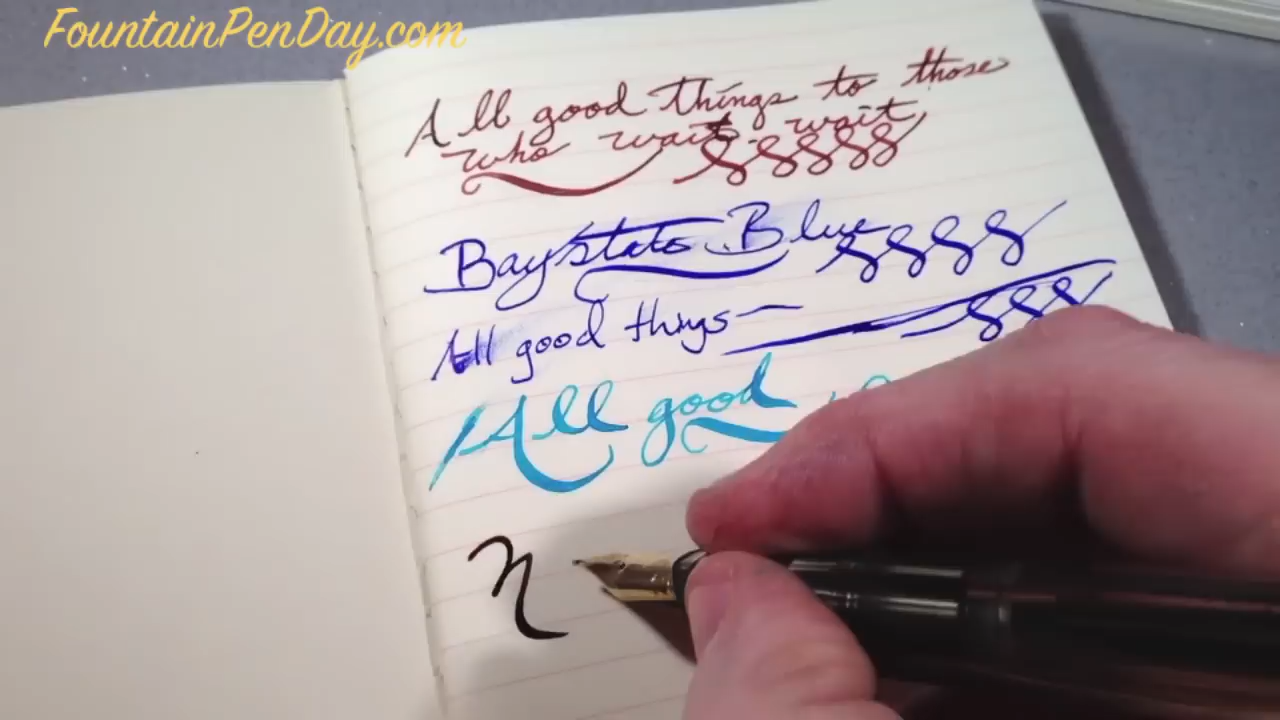 FountainPenDay.com
All good things to those
who wait wait
Baystate Blue
All good things
All good
n